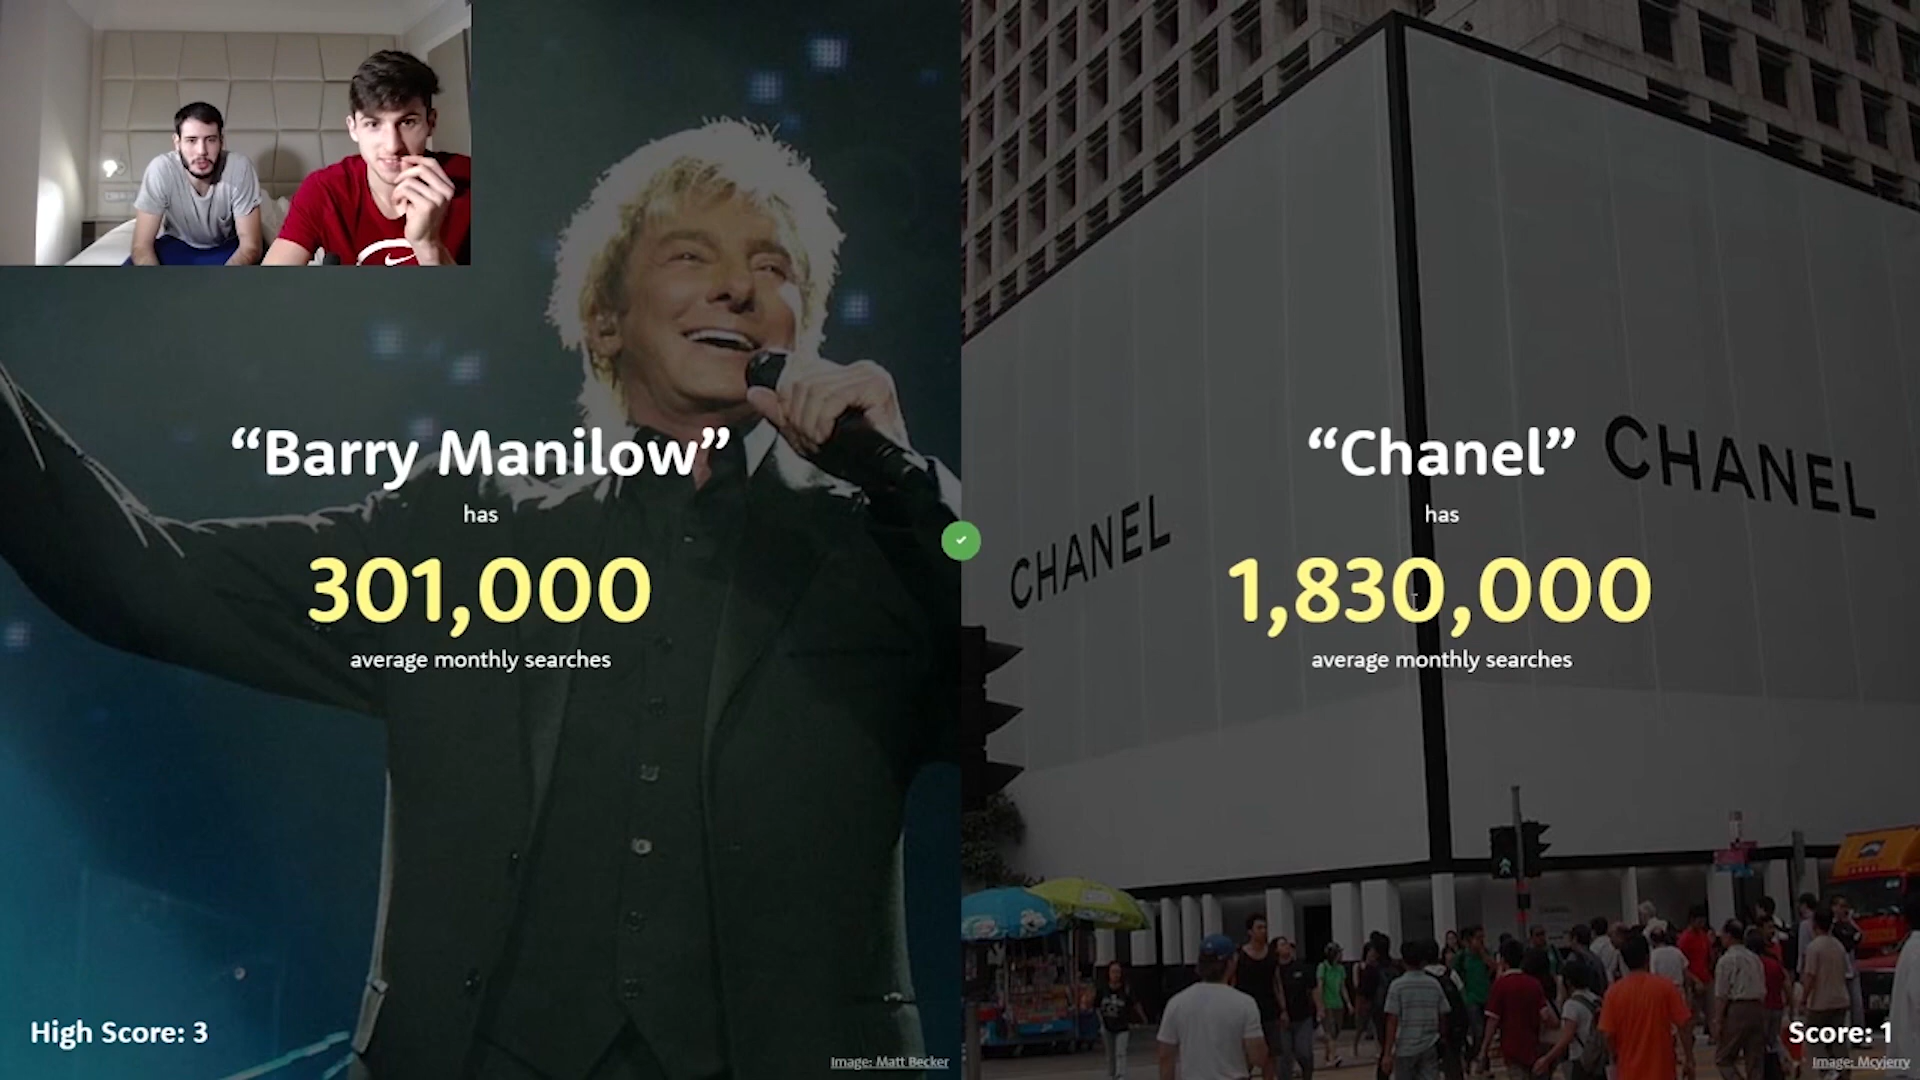 “Barry Manilow”
has
301,000
average monthly searches
High Score: 3
Image: Matt Becker
“Chanel”
has
1,830,000
average monthly searches
CHANEL
CHANEL
Score: 1
Image: Mcyjerry